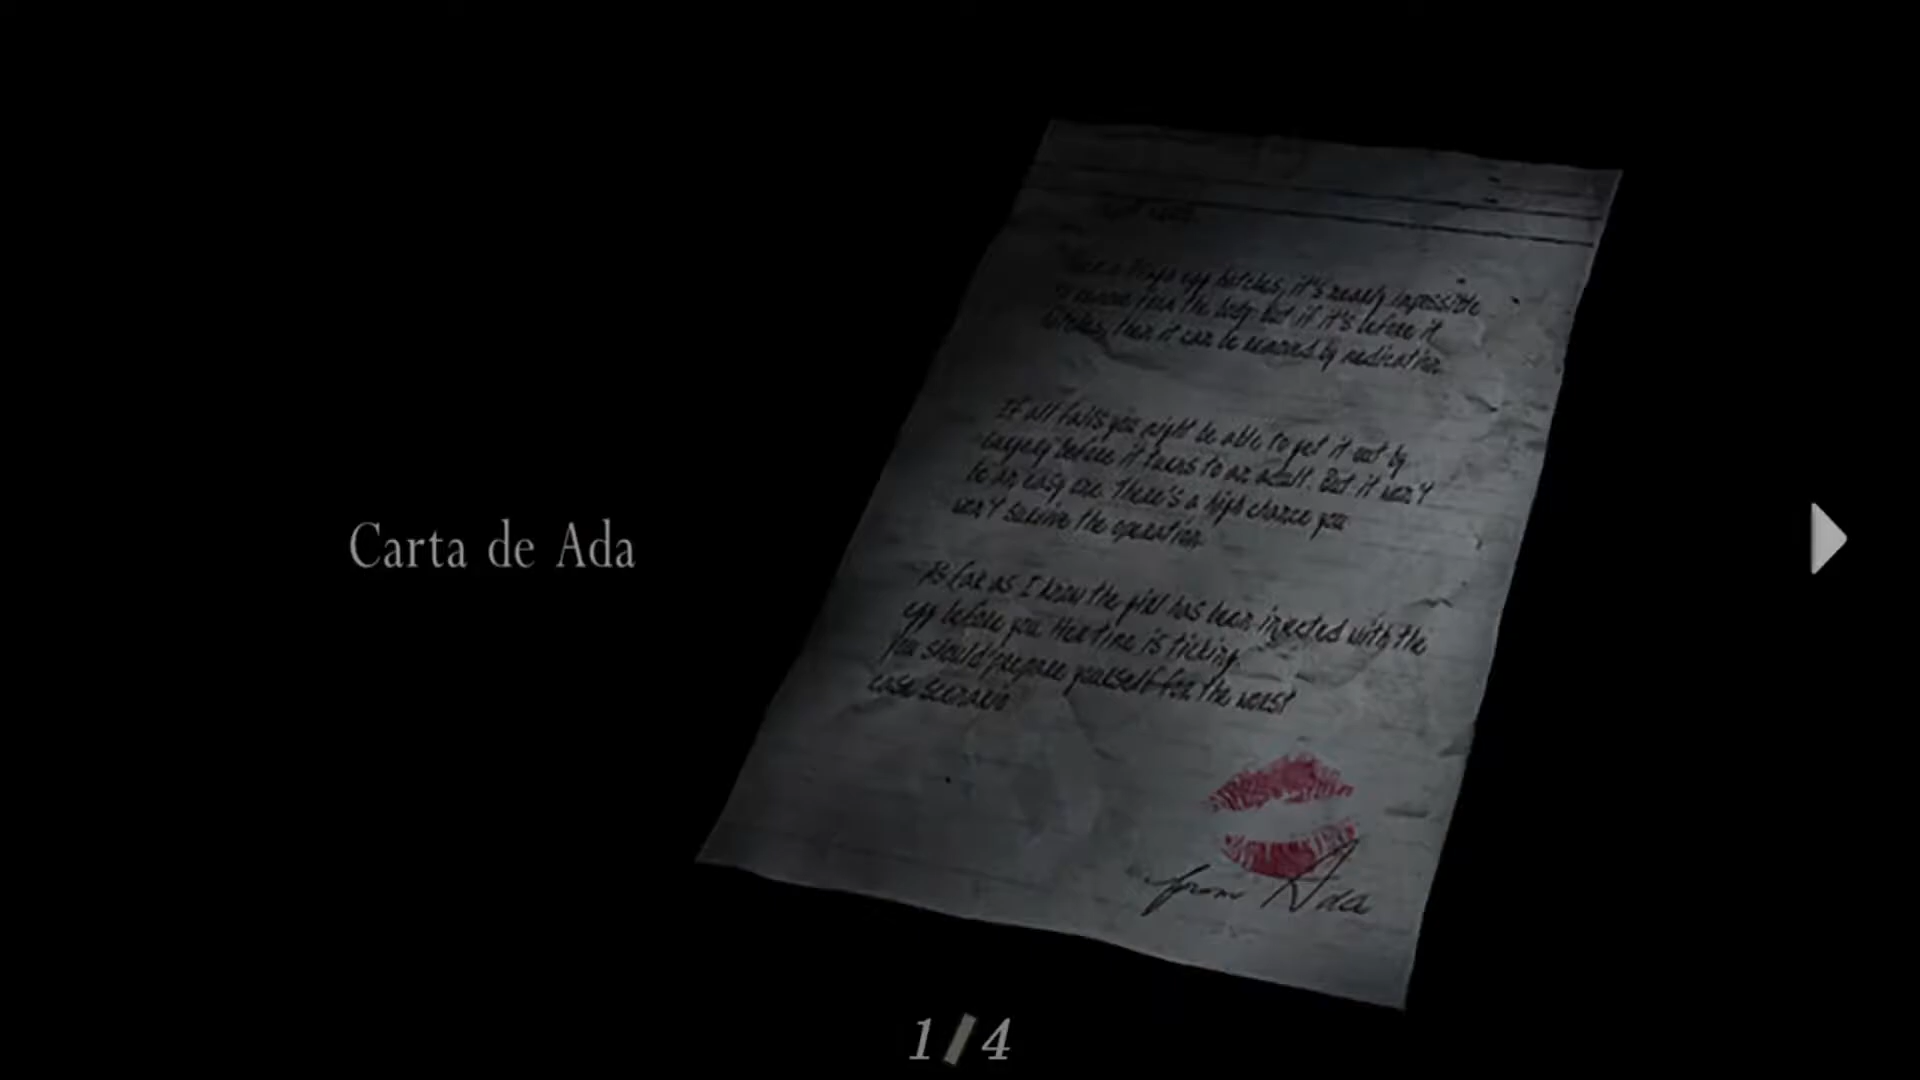 Carta de Ada
egg hatches, it's nearly impossible
to remove from the body. But if it's before it
hatches, then it can be removed by medication.
If all fails you might be able to get it out by
surgery before it turns to an adult. But it won't
be an easy one. There's a high chance you
won't survive the operation.
As far as I know the girl has been injected with the
egg before you. Her time is ticking.
You should prepare yourself for the worst
case scenario
from Ada
1/4